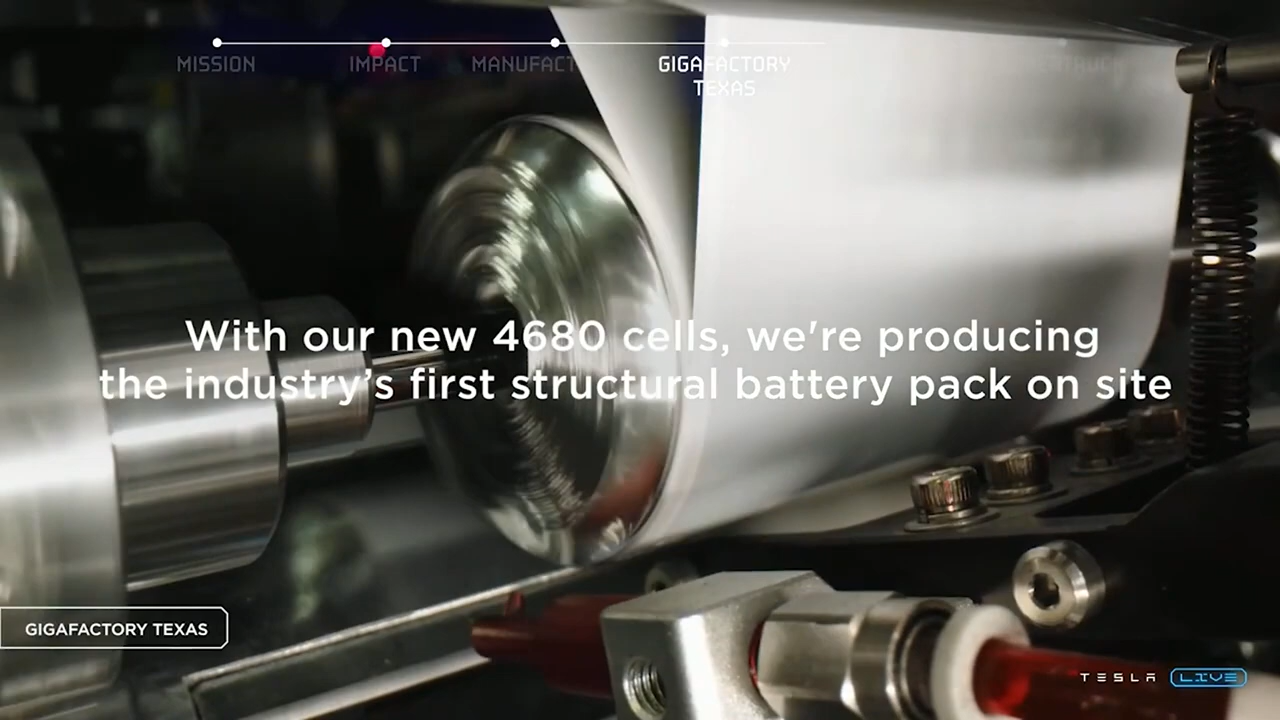 MISSION
IMPACT
MANUFACT
GIGAFACTORY
TEXAS
With our new 4680 cells, we're producing
the industry’s first structural battery pack on site
GIGAFACTORY TEXAS
TESLA LIVE